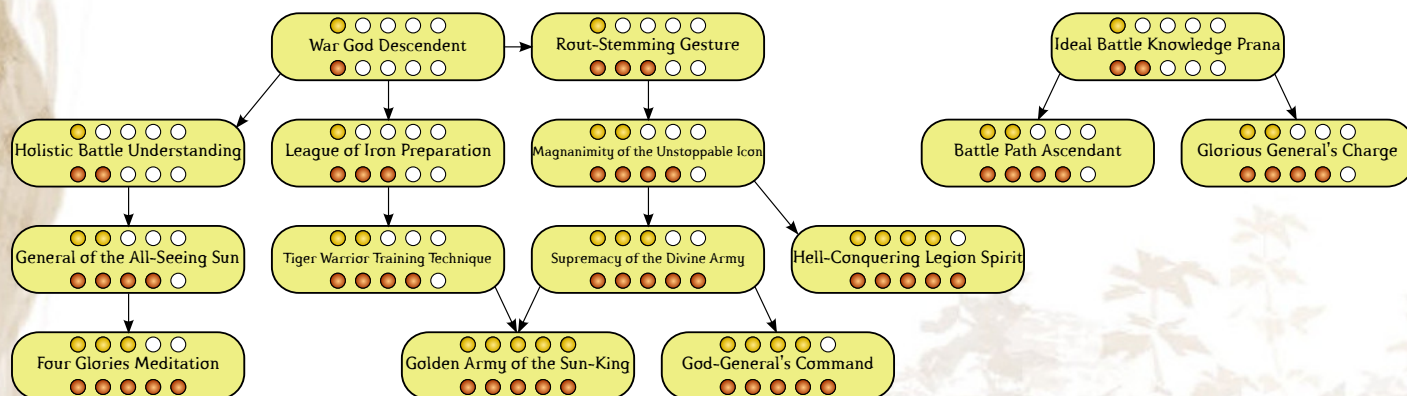 War God Descendent
Rout-Stemming Gesture
Ideal Battle Knowledge Prana
Holistic Battle Understanding
League of Iron Preparation
Magnanimity of the Unstoppable Icon
Battle Path Ascendant
Glorious General's Charge
General of the All-Seeing Sun
Tiger Warrior Training Technique
Supremacy of the Divine Army
Hell-Conquering Legion Spirit
Four Glories Meditation
Golden Army of the Sun-King
God-General's Command